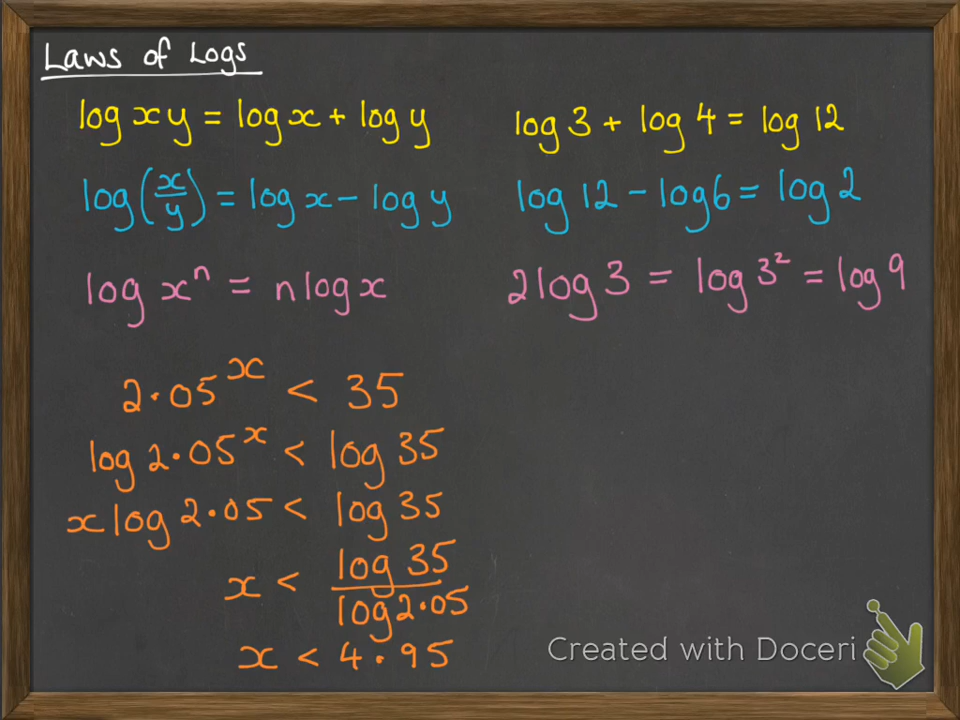 Laws of Logs
log xy = log x + log y
log 3 + log 4 = log 12
log(x/y) = log x − log y
log 12 − log 6 = log 2
log xⁿ = n log x
2 log 3 = log 3² = log 9
2·05ˣ < 35
log 2·05ˣ < log 35
x log 2·05 < log 35
x < log 35 / log 2·05
x < 4·95
Created with Doceri